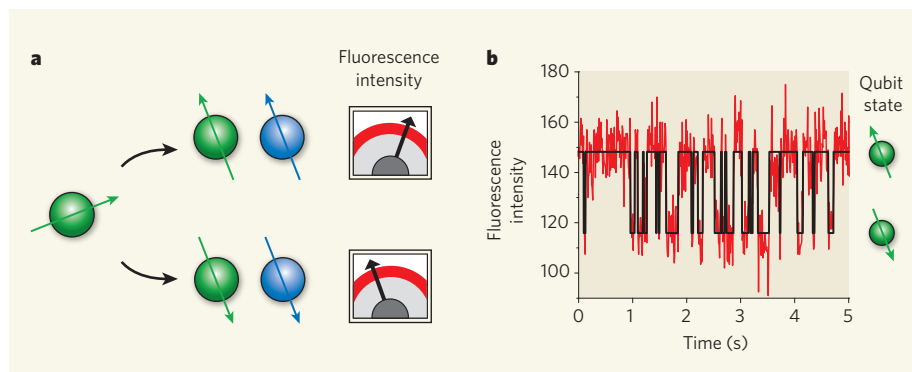 a
Fluorescence
intensity
b
Fluorescence
intensity
180
160
140
120
100
0 1 2 3 4 5
Time (s)
Qubit
state